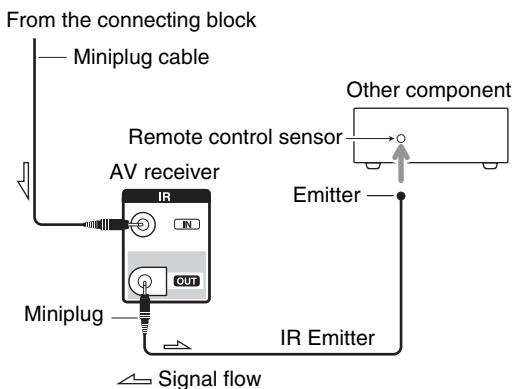 From the connecting block
Miniplug cable
Other component
Remote control sensor
AV receiver
IR
Emitter
IN
OUT
Miniplug
IR Emitter
Signal flow